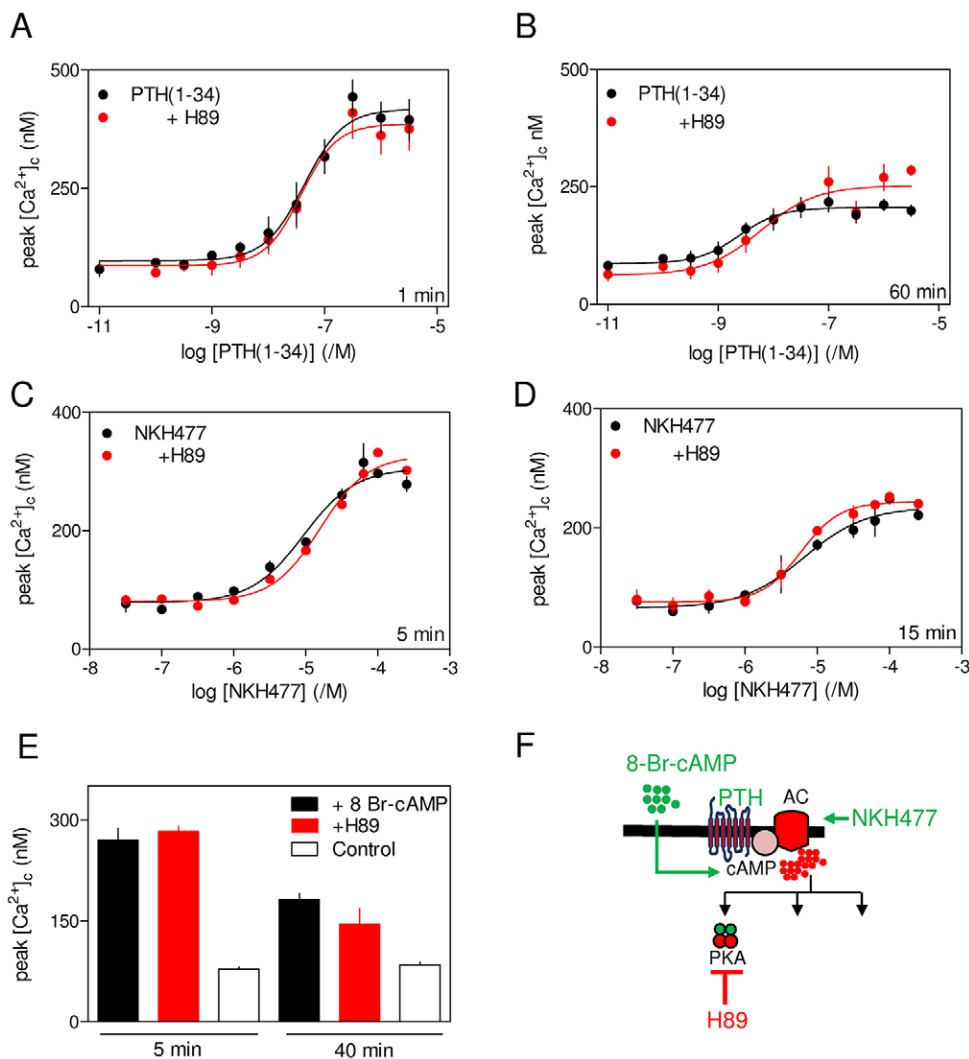 A
500
250
0
peak [Ca²⁺]c (nM)
PTH(1-34)
+ H89
1 min
-11
-9
-7
-5
log [PTH(1-34)] (/M)
B
500
250
0
peak [Ca²⁺]c nM
PTH(1-34)
+H89
60 min
-11
-9
-7
-5
log [PTH(1-34)] (/M)
C
400
200
0
peak [Ca²⁺]c (nM)
NKH477
+H89
5 min
-8
-7
-6
-5
-4
-3
log [NKH477] (/M)
D
400
200
0
peak [Ca²⁺]c (nM)
NKH477
+H89
15 min
-8
-7
-6
-5
-4
-3
log [NKH477] (/M)
E
300
150
0
peak [Ca²⁺]c (nM)
+ 8 Br-cAMP
+H89
Control
5 min
40 min
F
8-Br-cAMP
PTH
AC
NKH477
cAMP
PKA
H89